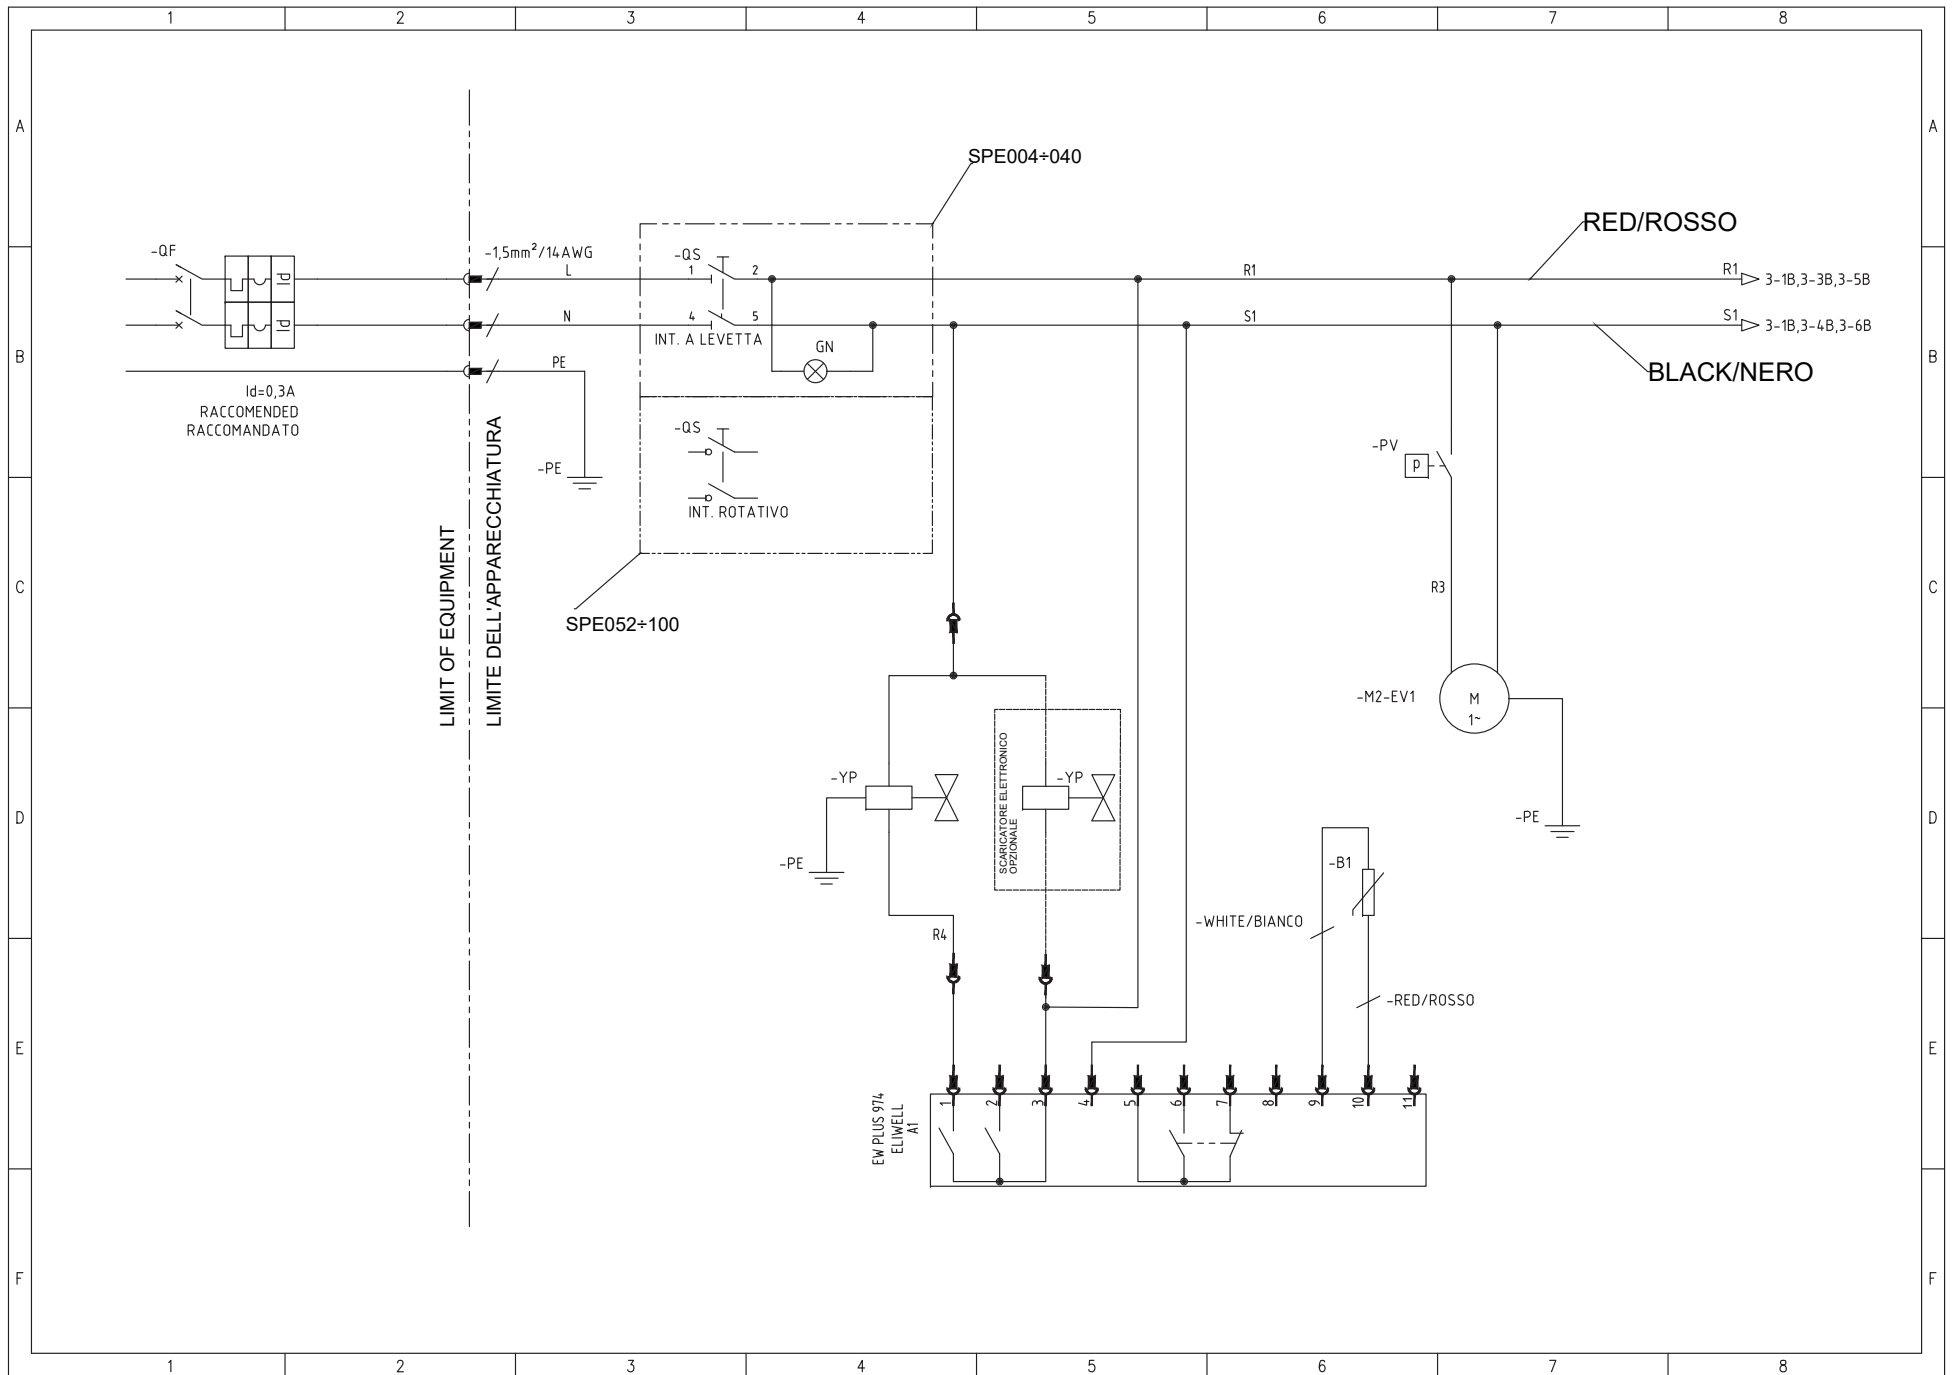 1 2 3 4 5 6 7 8
A A
SPE004÷040
RED/ROSSO
-QF
-1,5mm²/14AWG
-QS
Id
L
1 2
R1
R1
3-1B,3-3B,3-5B
Id
N
4 5
S1
S1
3-1B,3-4B,3-6B
INT. A LEVETTA
GN
B B
PE
BLACK/NERO
Id=0,3A
RACCOMENDED
RACCOMANDATO
-QS
-PV
p
-PE
INT. ROTATIVO
LIMIT OF EQUIPMENT
LIMITE DELL'APPARECCHIATURA
C C
R3
SPE052÷100
-M2-EV1
M
1~
SCARICATORE ELETTRONICO
OPZIONALE
-YP
-YP
D D
-PE
-PE
-B1
-WHITE/BIANCO
R4
-RED/ROSSO
E E
EW PLUS 974
ELIWELL
A1
1 2 3 4 5 6 7 8 9 10 11
F F
1 2 3 4 5 6 7 8